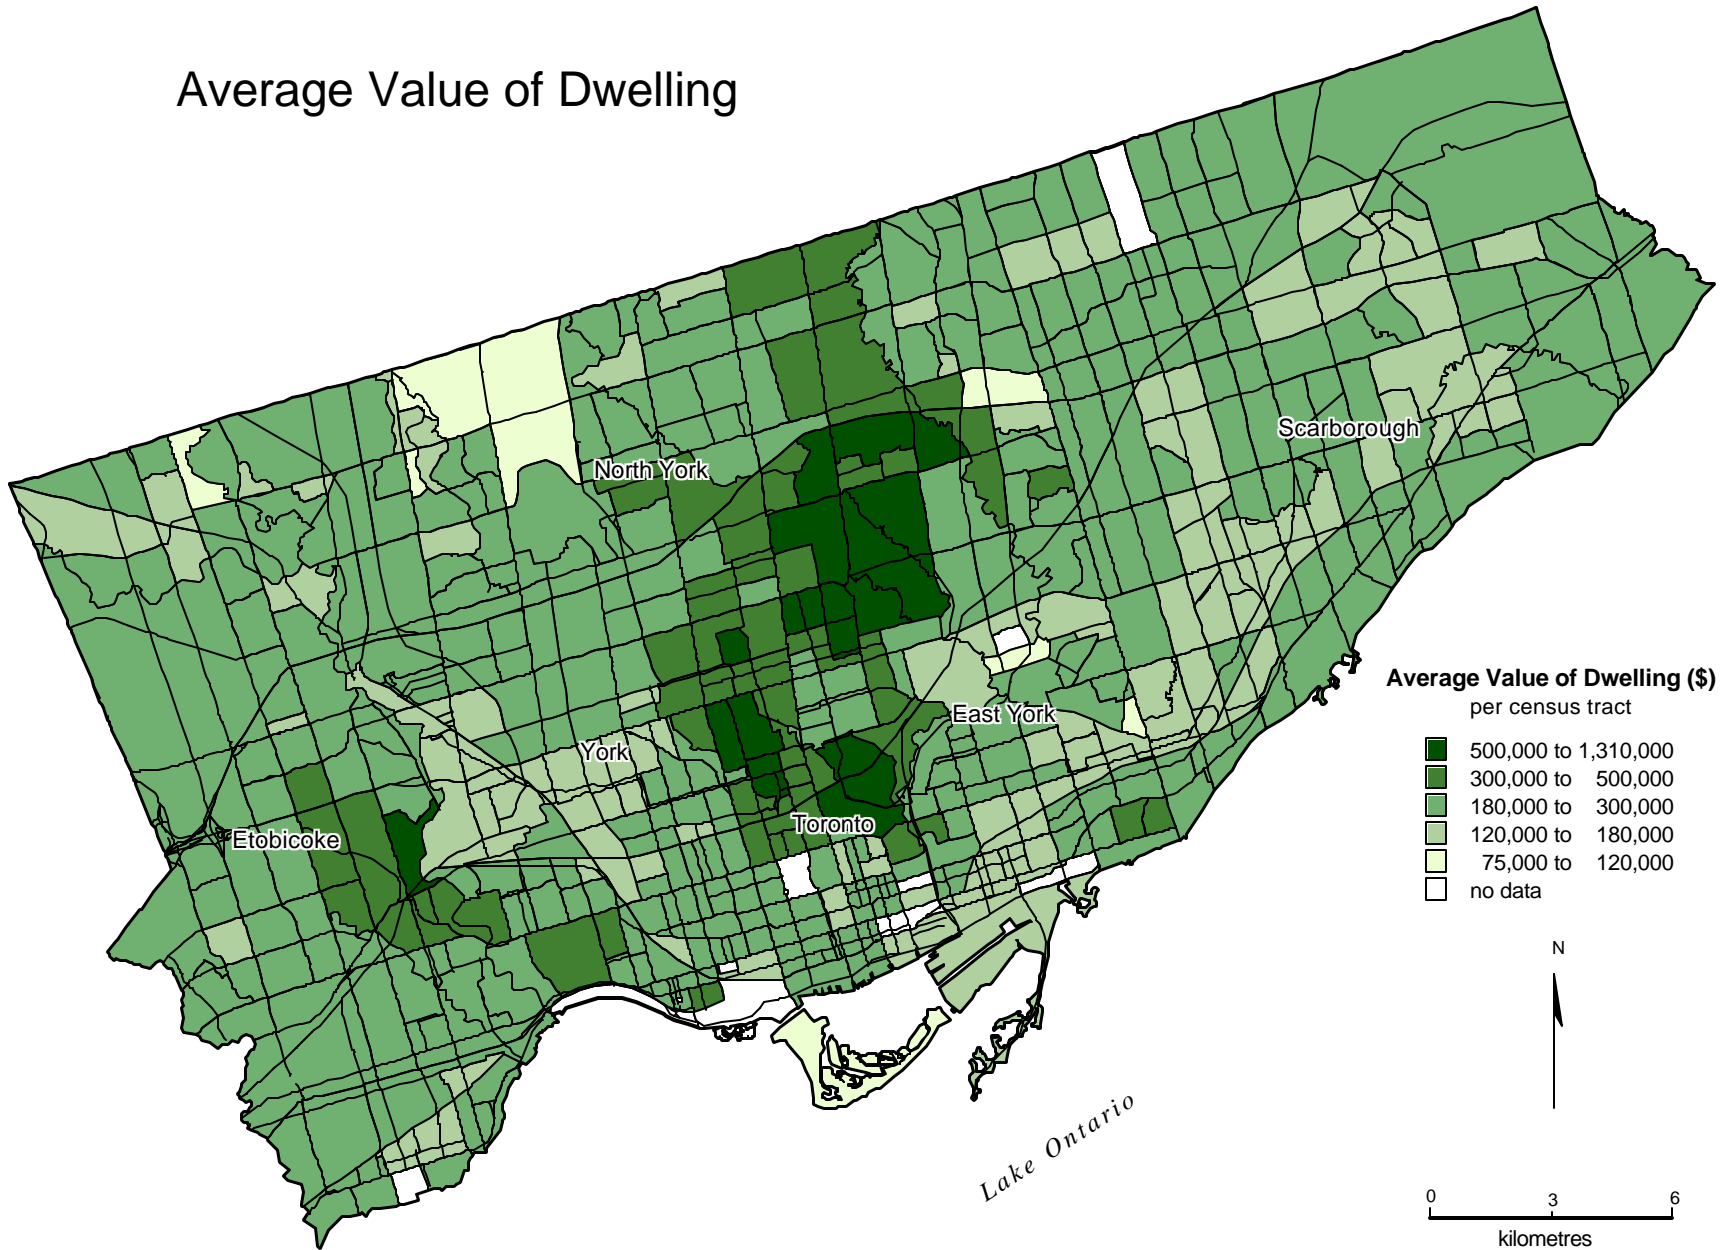 Average Value of Dwelling
Scarborough
North York
East York
York
Toronto
Etobicoke
Average Value of Dwelling ($)
per census tract
500,000 to 1,310,000
300,000 to 500,000
180,000 to 300,000
120,000 to 180,000
75,000 to 120,000
no data
N
Lake Ontario
0 3 6
kilometres